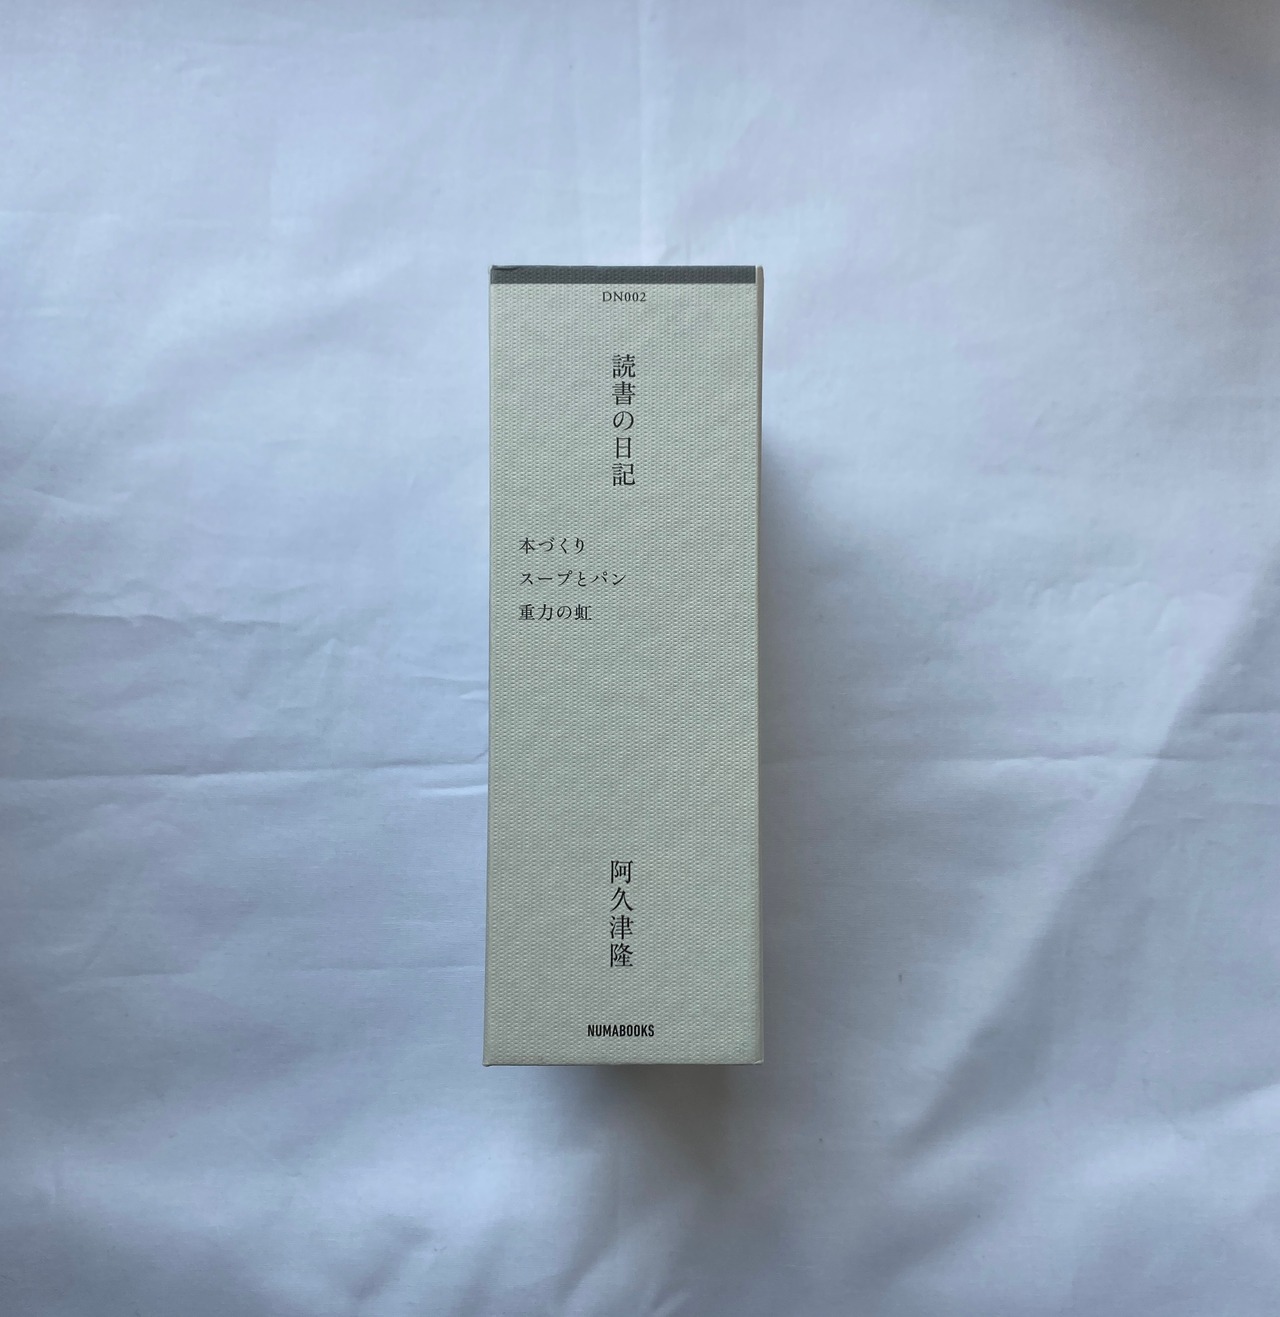 DN002
読書の日記
本づくり
スープとパン
重力の虹
阿久津隆
NUMABOOKS